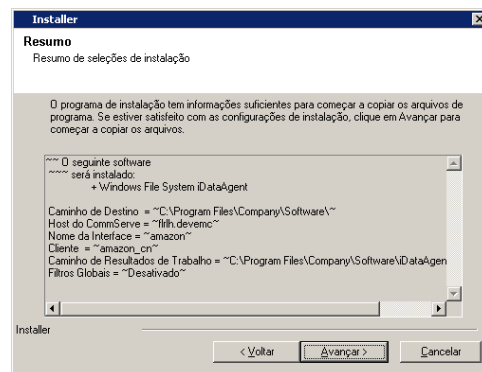 Installer
Resumo
Resumo de seleções de instalação
O programa de instalação tem informações suficientes para começar a copiar os arquivos de
programa. Se estiver satisfeito com as configurações de instalação, clique em Avançar para
começar a copiar os arquivos.
~~ O seguinte software
~~~ será instalado:
+ Windows File System iDataAgent
Caminho de Destino = ~C:\Program Files\Company\Software\~
Host do CommServe = ~flrlh.devemc~
Nome da Interface = ~amazon~
Cliente = ~amazon_cn~
Caminho de Resultados de Trabalho = ~C:\Program Files\Company\Software\iDataAgen
Filtros Globais = ~Desativado~
Installer
< Voltar
Avançar >
Cancelar